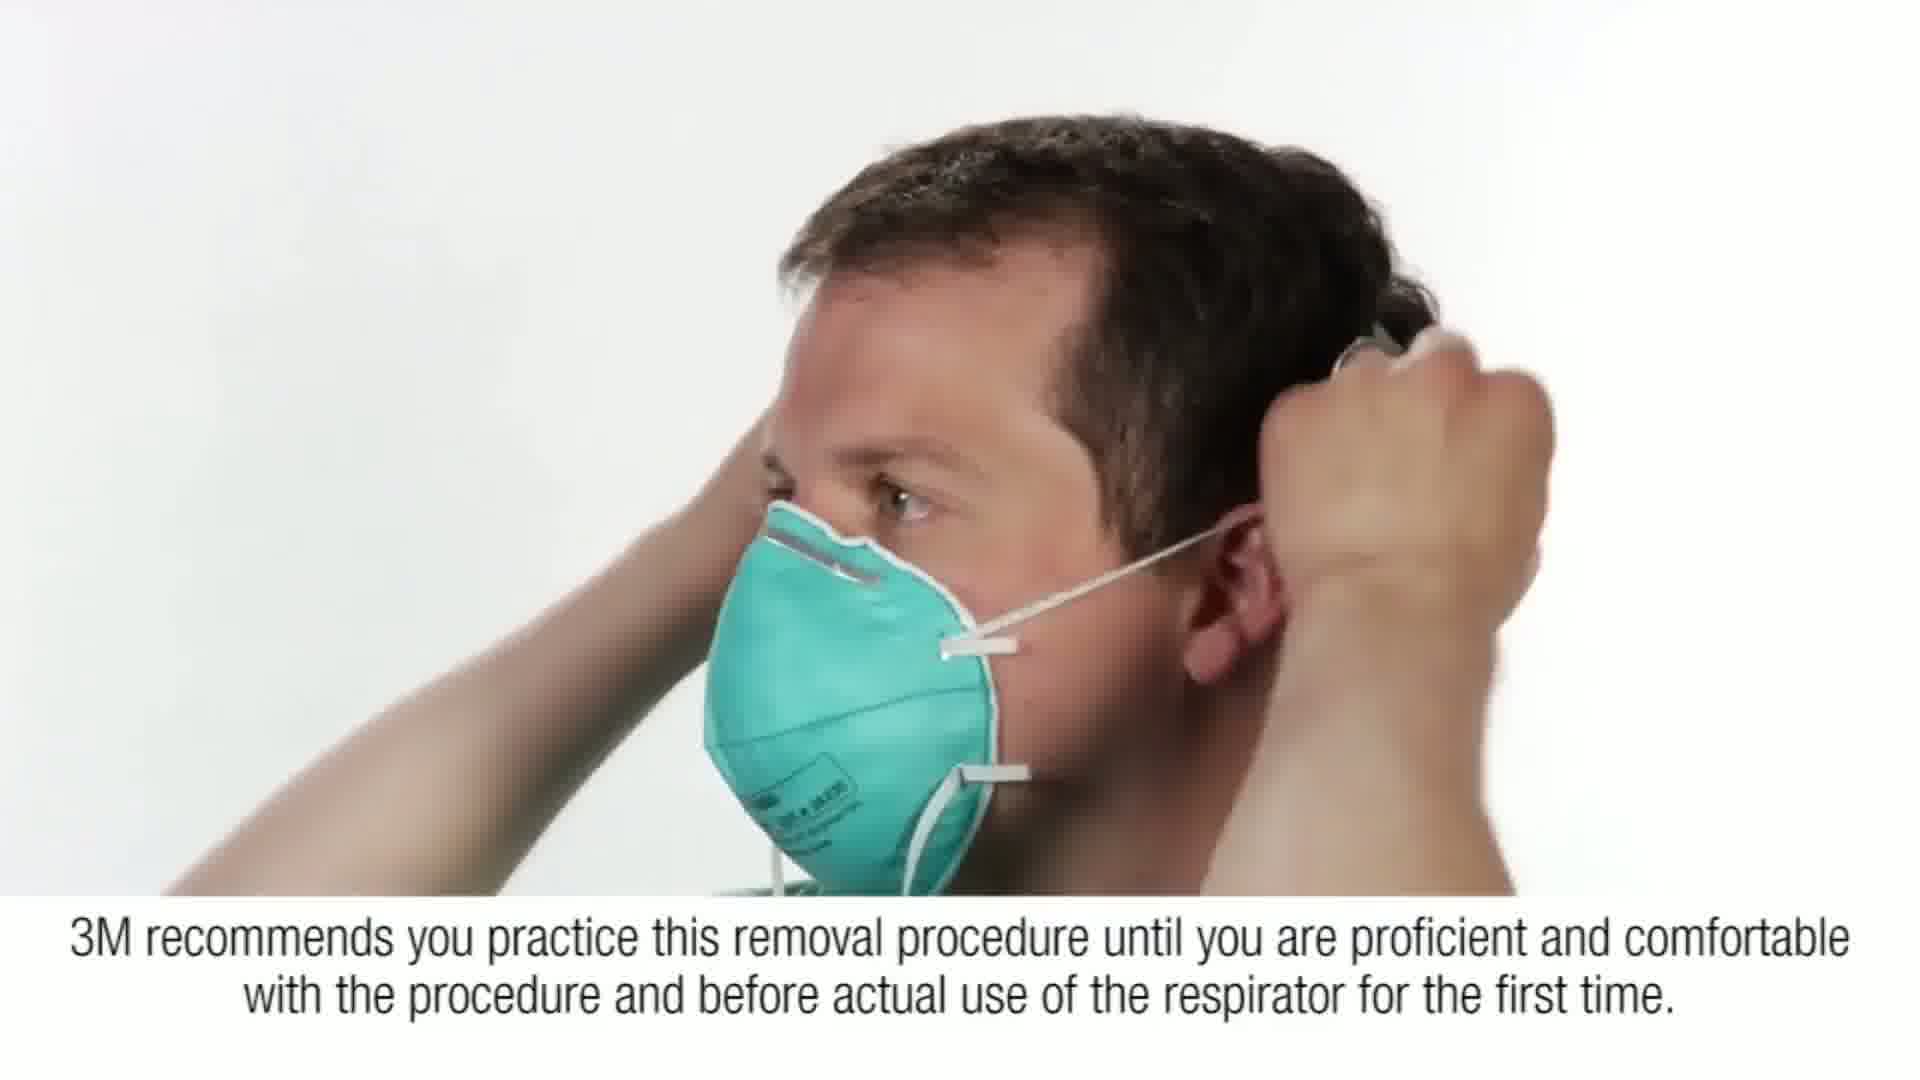 3M recommends you practice this removal procedure until you are proficient and comfortable
with the procedure and before actual use of the respirator for the first time.